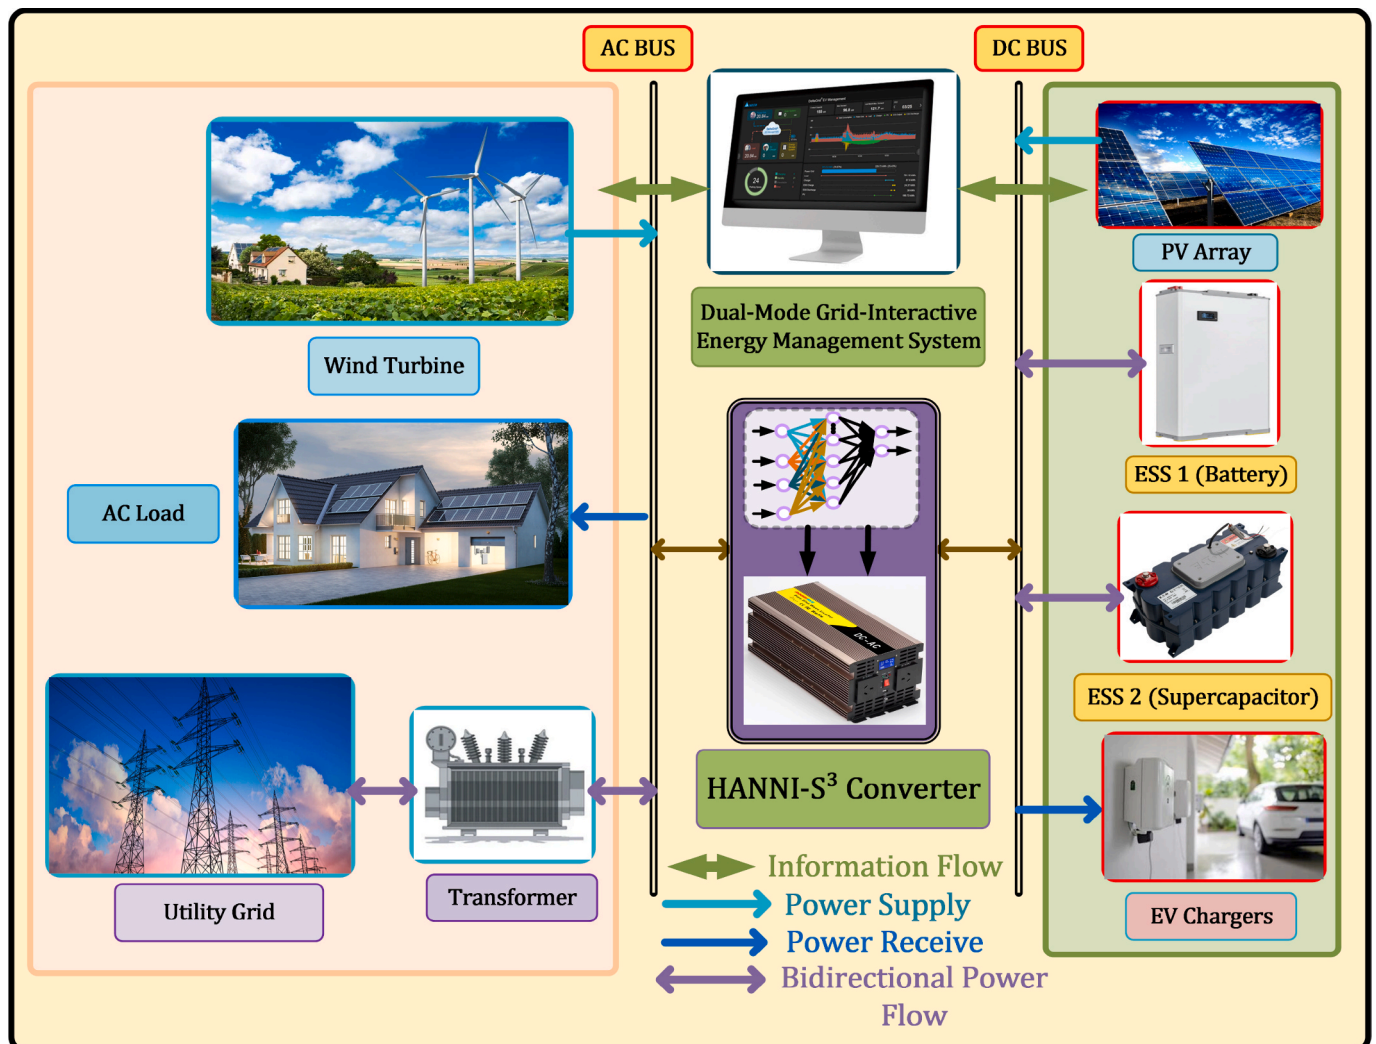 AC BUS
DC BUS
PV Array
Dual-Mode Grid-Interactive
Energy Management System
Wind Turbine
ESS 1 (Battery)
AC Load
DC-AC
ESS 2 (Supercapacitor)
HANNI-S³ Converter
Information Flow
Transformer
Utility Grid
Power Supply
EV Chargers
Power Receive
Bidirectional Power
Flow